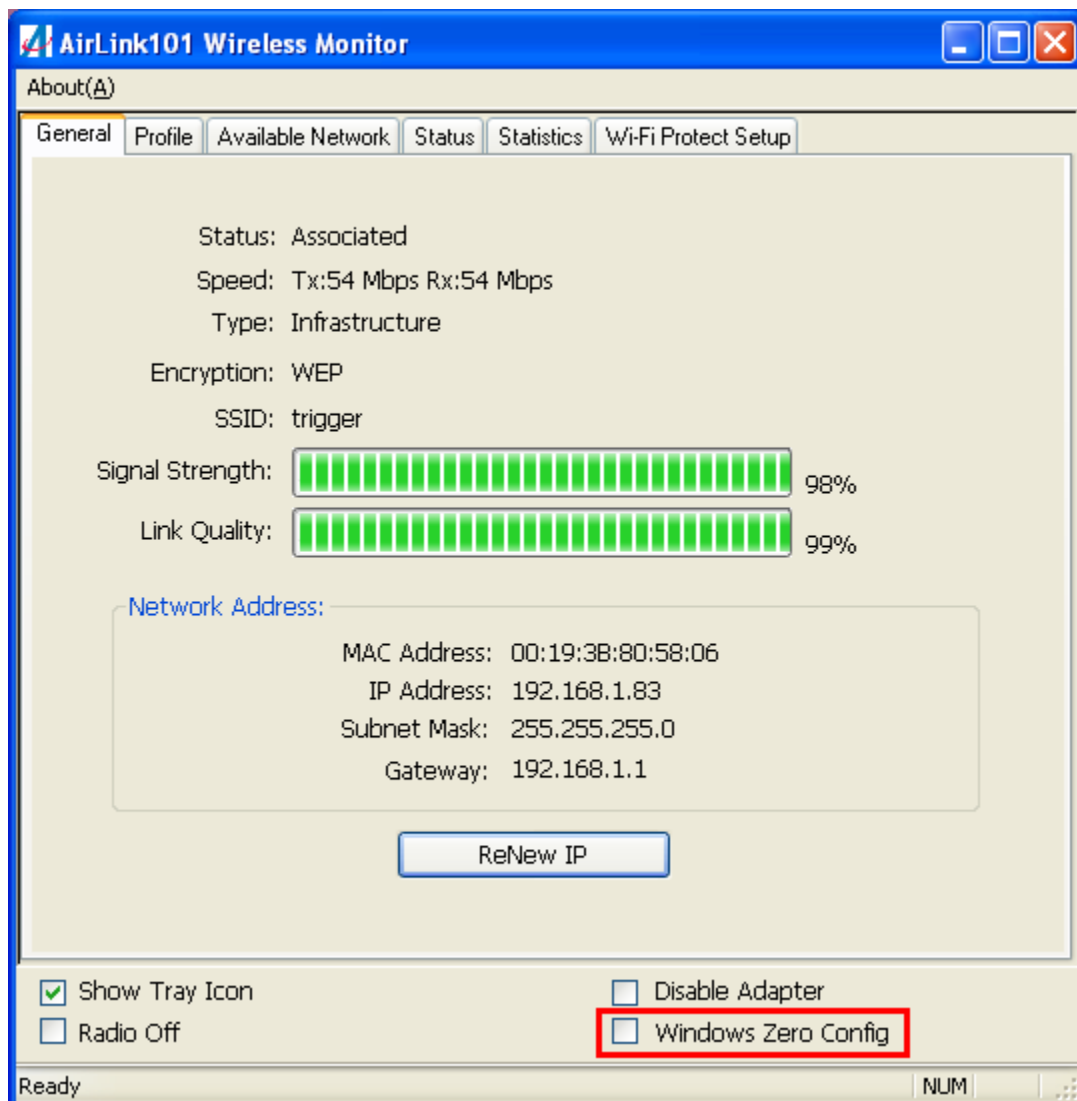 AirLink101 Wireless Monitor
About(A)
General Profile Available Network Status Statistics Wi-Fi Protect Setup
Status: Associated
Speed: Tx:54 Mbps Rx:54 Mbps
Type: Infrastructure
Encryption: WEP
SSID: trigger
Signal Strength: 98%
Link Quality: 99%
Network Address:
MAC Address: 00:19:3B:80:58:06
IP Address: 192.168.1.83
Subnet Mask: 255.255.255.0
Gateway: 192.168.1.1
ReNew IP
Show Tray Icon Disable Adapter
Radio Off Windows Zero Config
Ready NUM